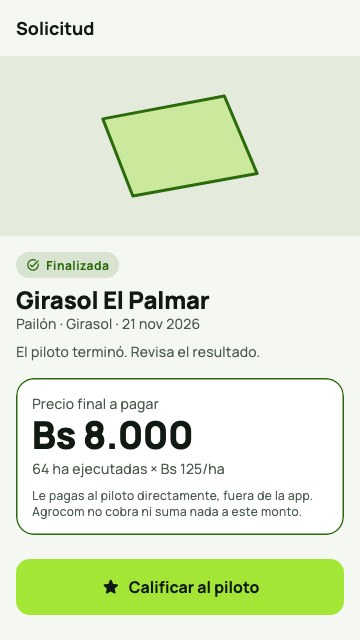 Solicitud
Finalizada
Girasol El Palmar
Pailón · Girasol · 21 nov 2026
El piloto terminó. Revisa el resultado.
Precio final a pagar
Bs 8.000
64 ha ejecutadas × Bs 125/ha
Le pagas al piloto directamente, fuera de la app.
Agrocom no cobra ni suma nada a este monto.
Calificar al piloto